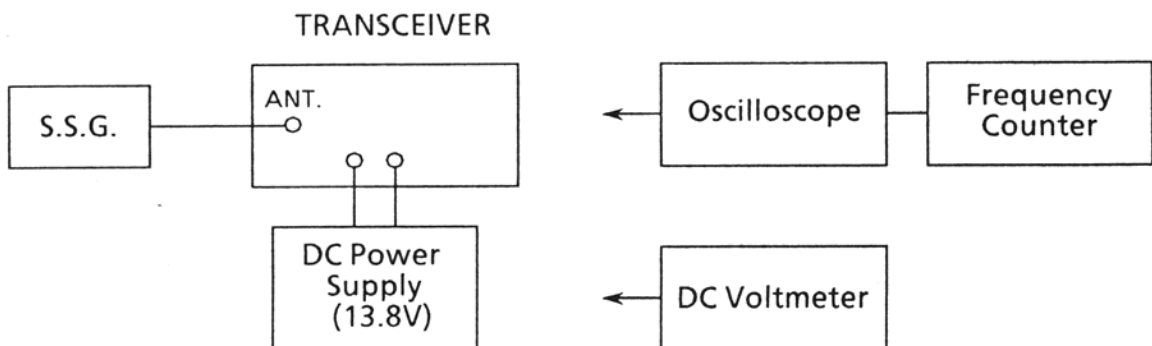 TRANSCEIVER
S.S.G.
ANT.
DC Power
Supply
(13.8V)
Oscilloscope
Frequency
Counter
DC Voltmeter